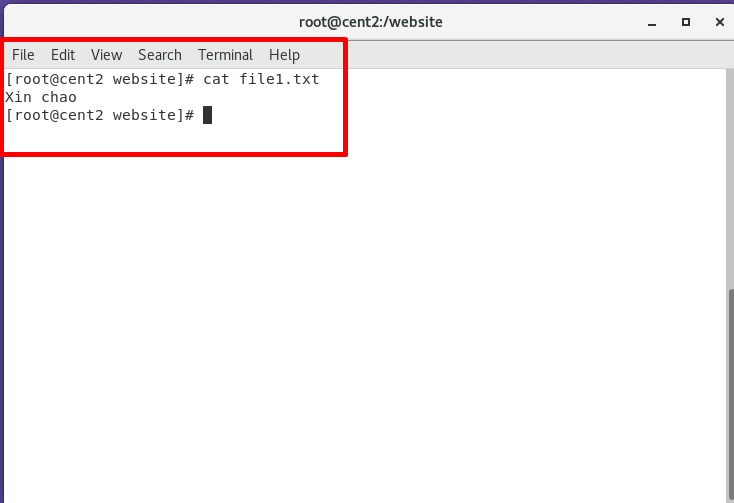 root@cent2:/website
File Edit View Search Terminal Help
[root@cent2 website]# cat file1.txt
Xin chao
[root@cent2 website]#